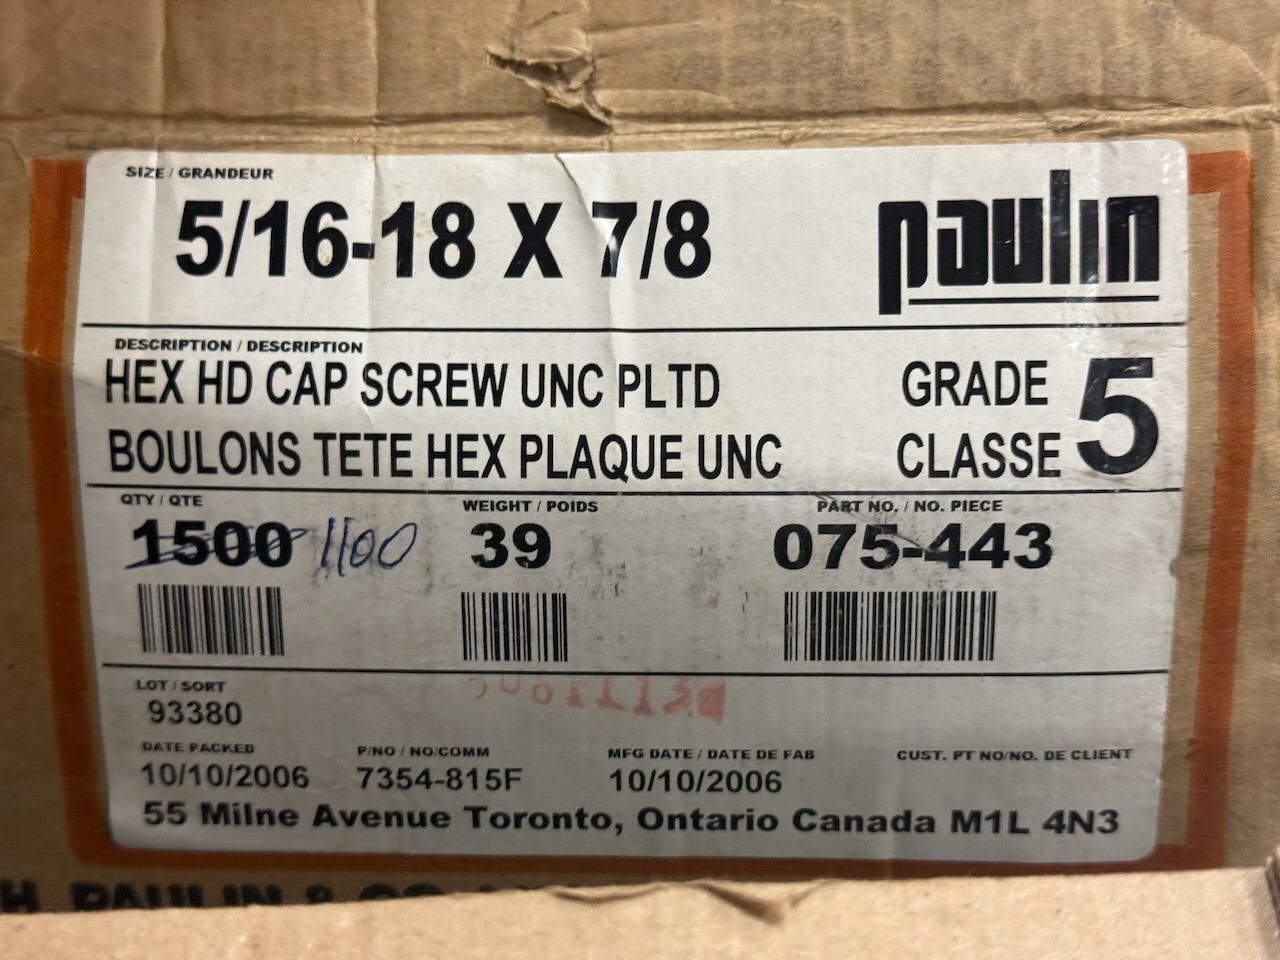 SIZE / GRANDEUR
5/16-18 X 7/8
paulin
DESCRIPTION / DESCRIPTION
HEX HD CAP SCREW UNC PLTD
BOULONS TETE HEX PLAQUE UNC
GRADE
CLASSE
5
QTY / QTE
1500 1100
WEIGHT / POIDS
39
PART NO. / NO. PIECE
075-443
LOT / SORT
93380
DATE PACKED
10/10/2006
P/NO / NO/COMM
7354-815F
MFG DATE / DATE DE FAB
10/10/2006
CUST. PT NO/NO. DE CLIENT
55 Milne Avenue Toronto, Ontario Canada M1L 4N3
H PAULIN & CO